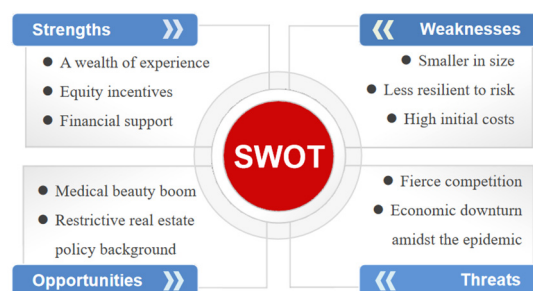 Strengths
A wealth of experience
Equity incentives
Financial support
Weaknesses
Smaller in size
Less resilient to risk
High initial costs
SWOT
Medical beauty boom
Restrictive real estate
policy background
Opportunities
Fierce competition
Economic downturn
amidst the epidemic
Threats